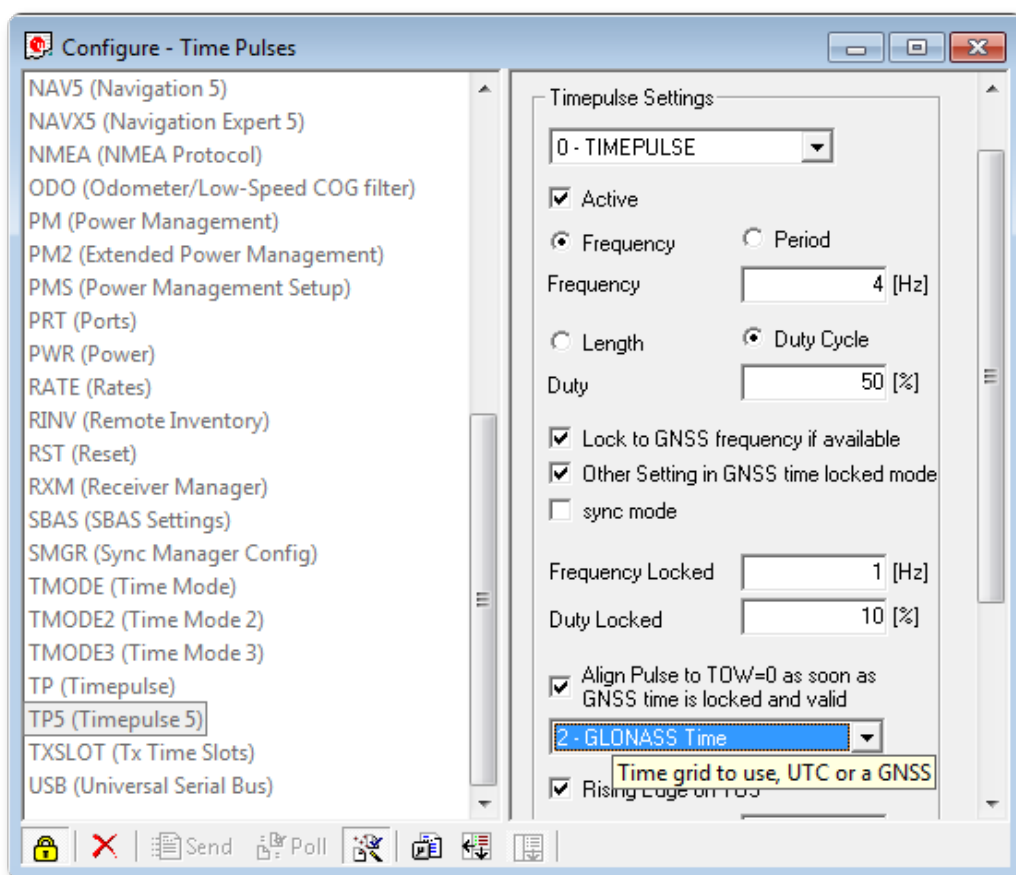 Configure - Time Pulses
NAV5 (Navigation 5)
NAVX5 (Navigation Expert 5)
NMEA (NMEA Protocol)
ODO (Odometer/Low-Speed COG filter)
PM (Power Management)
PM2 (Extended Power Management)
PMS (Power Management Setup)
PRT (Ports)
PWR (Power)
RATE (Rates)
RINV (Remote Inventory)
RST (Reset)
RXM (Receiver Manager)
SBAS (SBAS Settings)
SMGR (Sync Manager Config)
TMODE (Time Mode)
TMODE2 (Time Mode 2)
TMODE3 (Time Mode 3)
TP (Timepulse)
TP5 (Timepulse 5)
TXSLOT (Tx Time Slots)
USB (Universal Serial Bus)
Timepulse Settings
0 - TIMEPULSE
Active
Frequency Period
Frequency 4 [Hz]
Length Duty Cycle
Duty 50 [%]
Lock to GNSS frequency if available
Other Setting in GNSS time locked mode
sync mode
Frequency Locked 1 [Hz]
Duty Locked 10 [%]
Align Pulse to TOW=0 as soon as
GNSS time is locked and valid
2 - GLONASS Time
Time grid to use, UTC or a GNSS
Rising Edge on
Send Poll